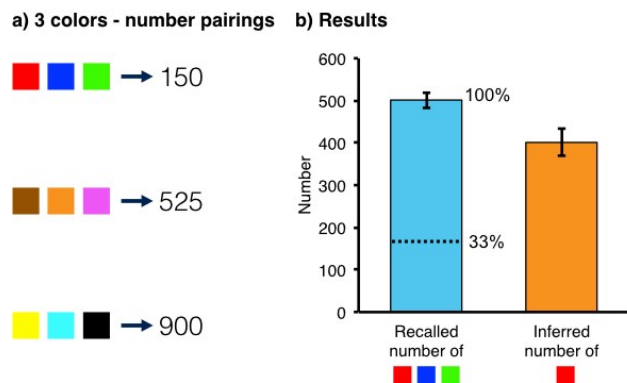 a) 3 colors - number pairings
150
525
900
b) Results
Number
600
500
400
300
200
100
0
100%
33%
Recalled
number of
Inferred
number of